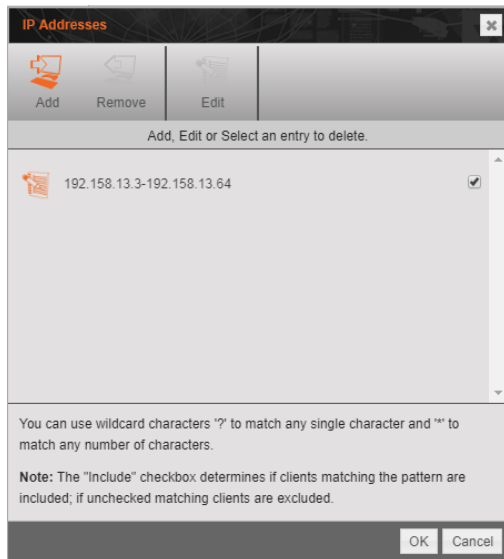 IP Addresses
Add Remove Edit
Add, Edit or Select an entry to delete.
192.158.13.3-192.158.13.64
You can use wildcard characters '?' to match any single character and '*' to
match any number of characters.
Note: The "Include" checkbox determines if clients matching the pattern are
included; if unchecked matching clients are excluded.
OK Cancel